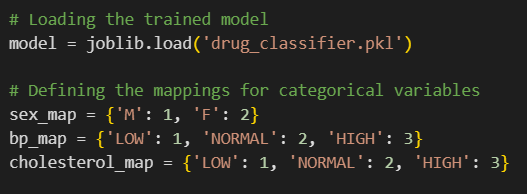 # Loading the trained model
model = joblib.load('drug_classifier.pkl')
# Defining the mappings for categorical variables
sex_map = {'M': 1, 'F': 2}
bp_map = {'LOW': 1, 'NORMAL': 2, 'HIGH': 3}
cholesterol_map = {'LOW': 1, 'NORMAL': 2, 'HIGH': 3}